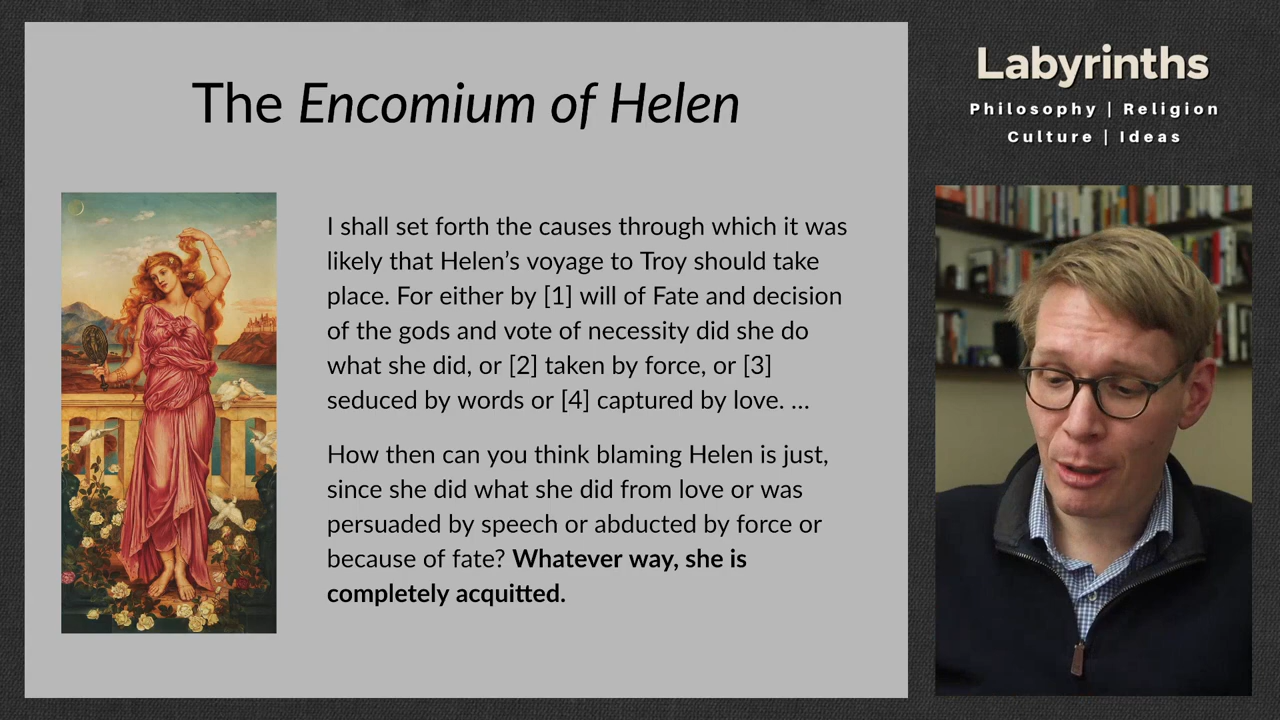 The Encomium of Helen
I shall set forth the causes through which it was
likely that Helen’s voyage to Troy should take
place. For either by [1] will of Fate and decision
of the gods and vote of necessity did she do
what she did, or [2] taken by force, or [3]
seduced by words or [4] captured by love. ...
How then can you think blaming Helen is just,
since she did what she did from love or was
persuaded by speech or abducted by force or
because of fate? Whatever way, she is
completely acquitted.
Labyrinths
Philosophy | Religion
Culture | Ideas